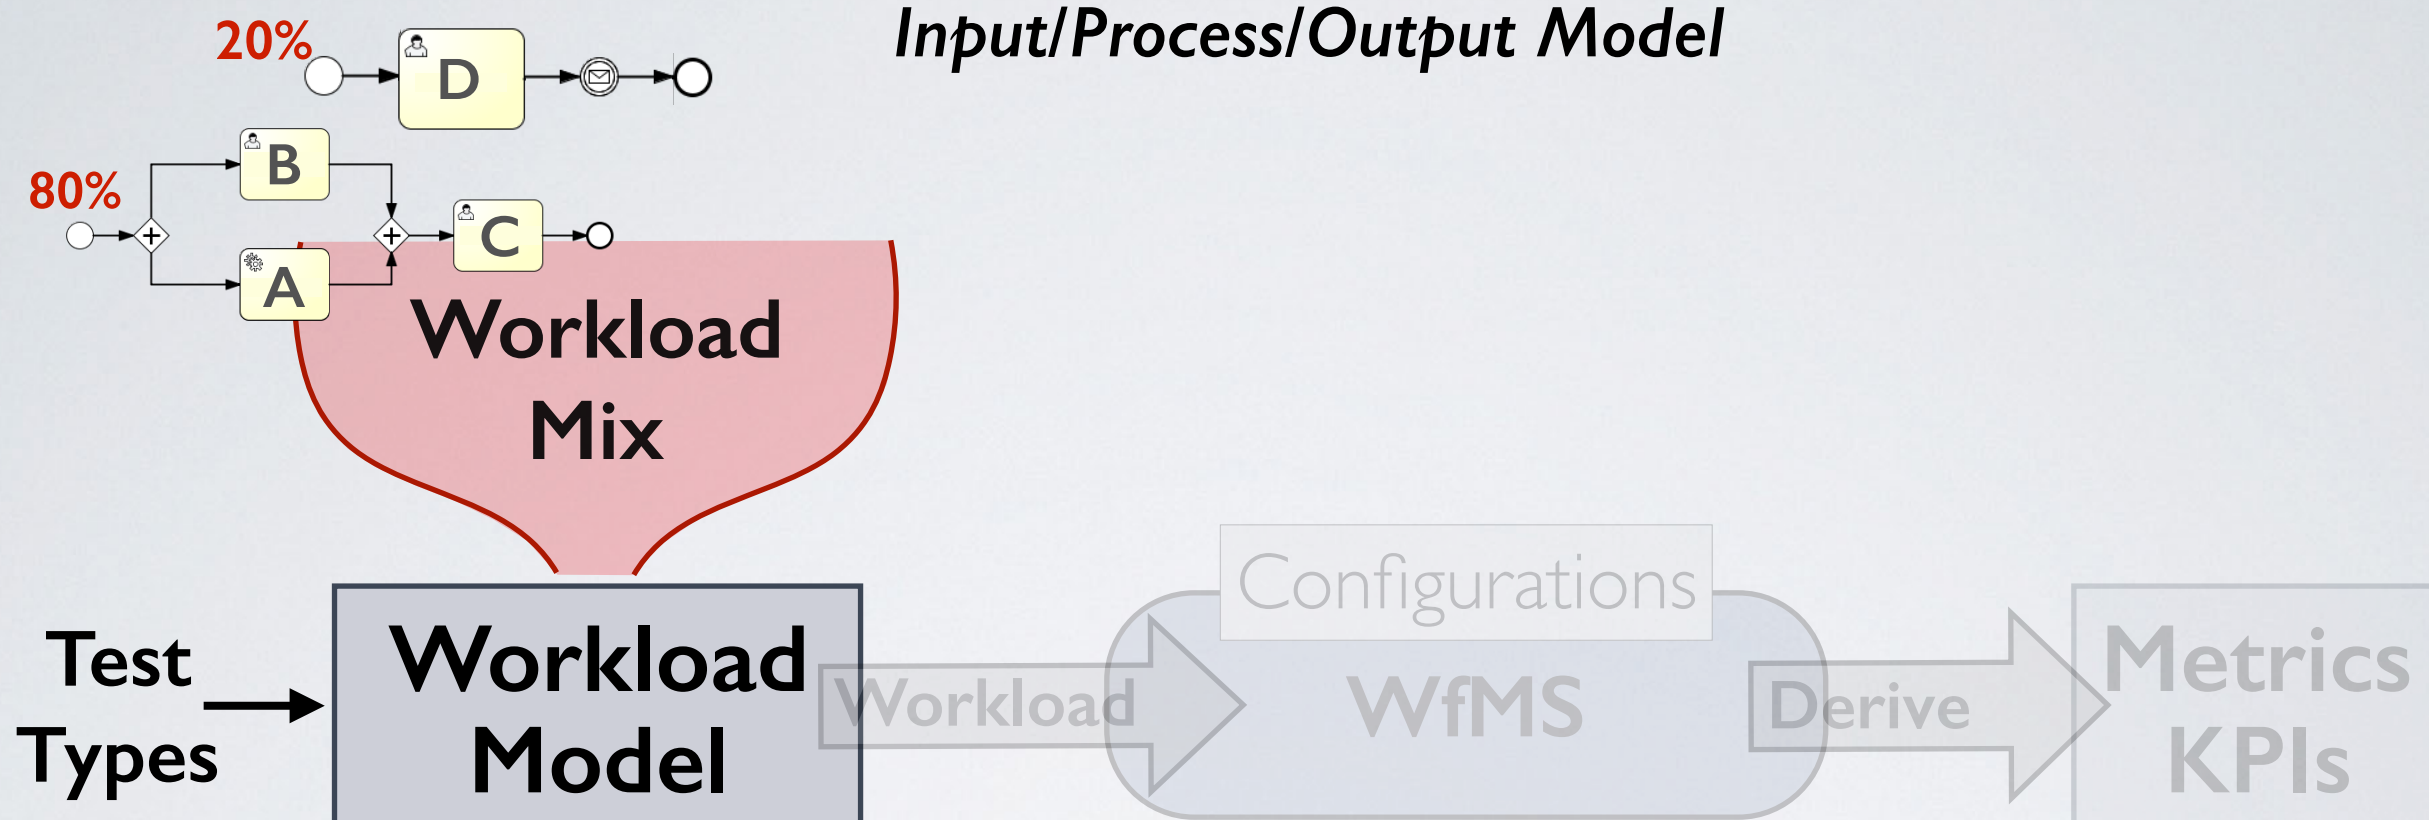 Input/Process/Output Model
20%
D
80%
B
A
C
Workload
Mix
Test
Types
Workload
Model
Workload
Configurations
WfMS
Derive
Metrics
KPIs